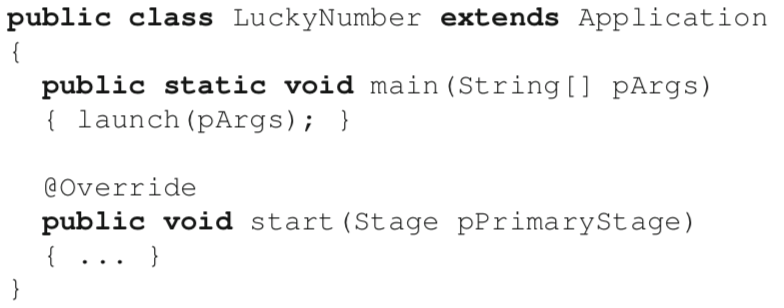 public class LuckyNumber extends Application
{
  public static void main(String[] pArgs)
  { launch(pArgs); }

  @Override
  public void start(Stage pPrimaryStage)
  { ... }
}